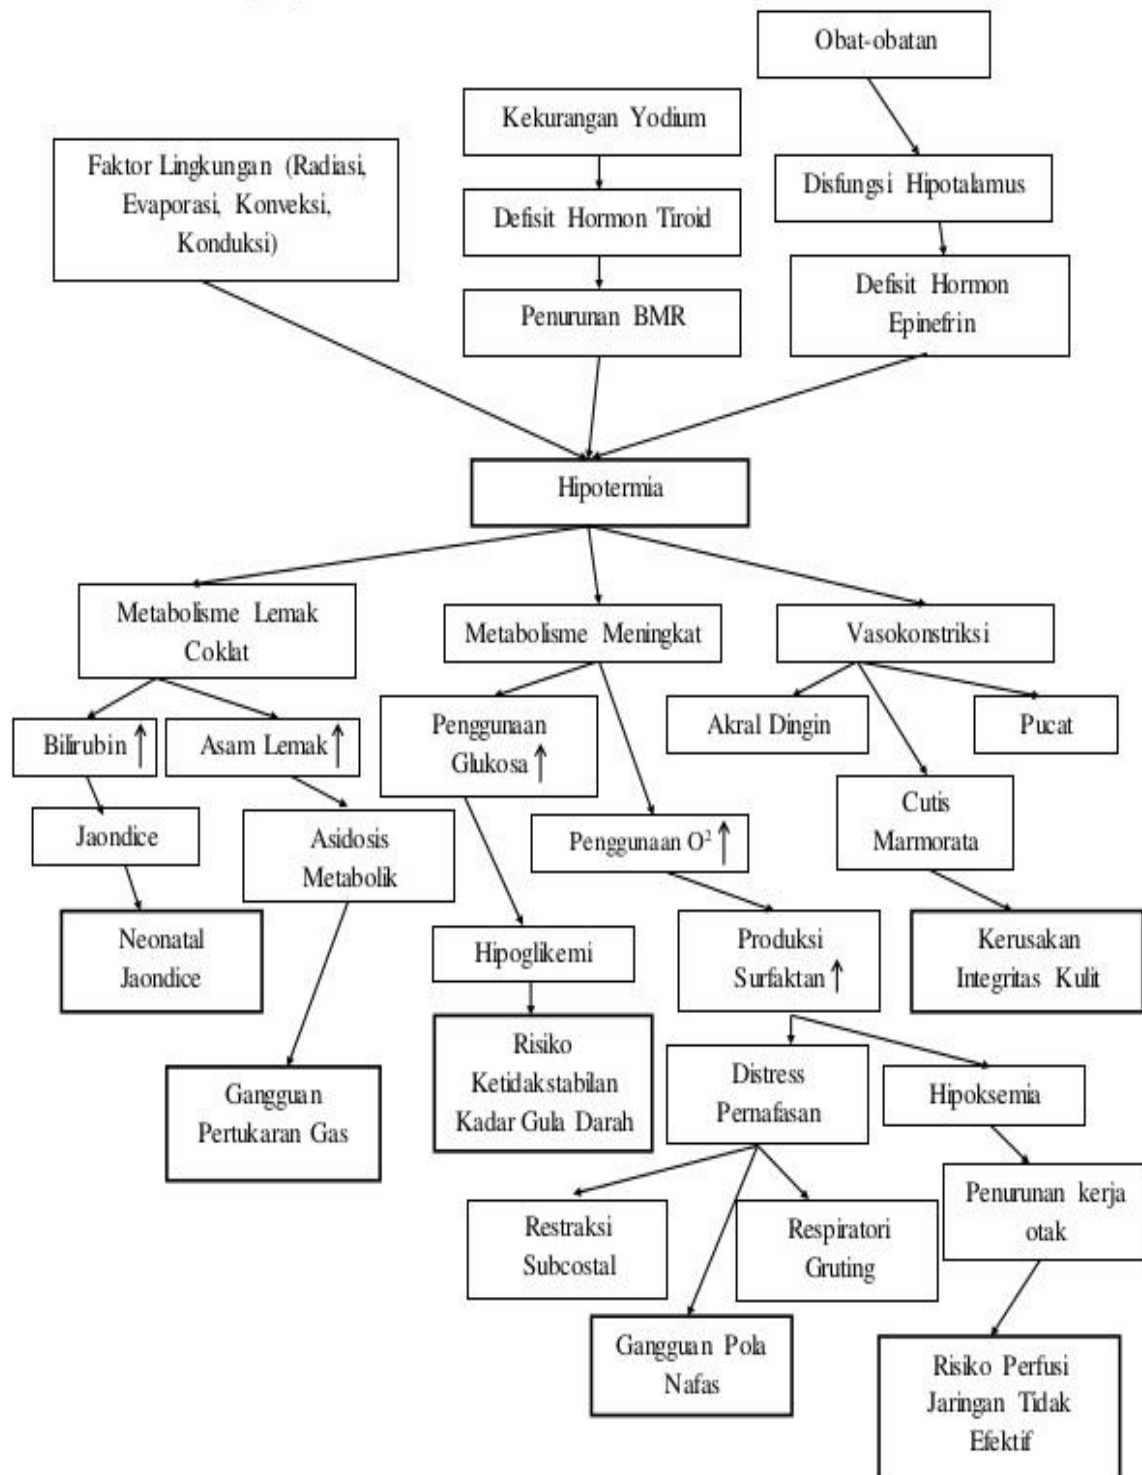 Obat-obatan
Kekurangan Yodium
Faktor Lingkungan (Radiasi,
Evaporasi, Konveksi,
Konduksi)
Disfungsi Hipotalamus
Defisit Hormon Tiroid
Defisit Hormon
Epinefrin
Penurunan BMR
Hipotermia
Metabolisme Lemak
Coklat
Metabolisme Meningkat
Vasokonstriksi
Bilirubin ↑
Asam Lemak ↑
Penggunaan
Glukosa ↑
Akral Dingin
Pucat
Jaondice
Asidosis
Metabolik
Penggunaan O² ↑
Cutis
Marmorata
Neonatal
Jaondice
Hipoglikemi
Produksi
Surfaktan ↑
Kerusakan
Integritas Kulit
Gangguan
Pertukaran Gas
Risiko
Ketidakstabilan
Kadar Gula Darah
Distress
Pernafasan
Hipoksemia
Restraksi
Subcostal
Respiratori
Gruting
Penurunan kerja
otak
Gangguan Pola
Nafas
Risiko Perfusi
Jaringan Tidak
Efektif